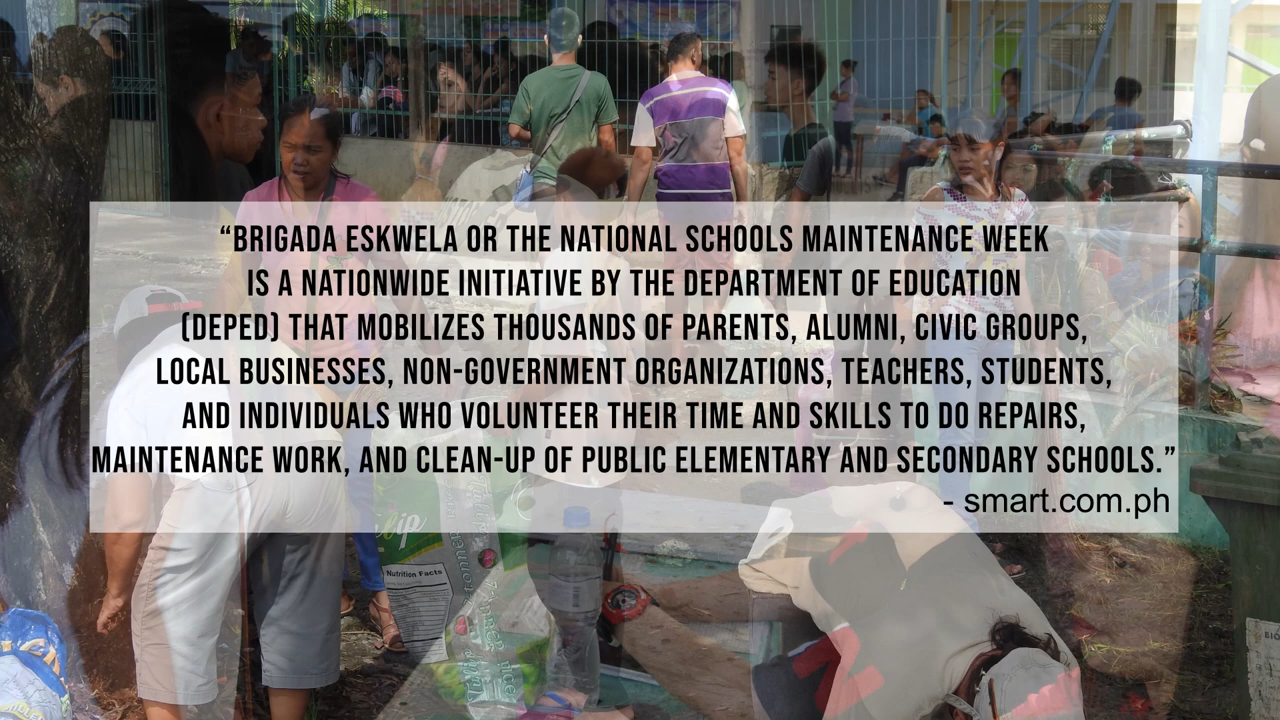 “BRIGADA ESKWELA OR THE NATIONAL SCHOOLS MAINTENANCE WEEK
IS A NATIONWIDE INITIATIVE BY THE DEPARTMENT OF EDUCATION
(DEPED) THAT MOBILIZES THOUSANDS OF PARENTS, ALUMNI, CIVIC GROUPS,
LOCAL BUSINESSES, NON-GOVERNMENT ORGANIZATIONS, TEACHERS, STUDENTS,
AND INDIVIDUALS WHO VOLUNTEER THEIR TIME AND SKILLS TO DO REPAIRS,
MAINTENANCE WORK, AND CLEAN-UP OF PUBLIC ELEMENTARY AND SECONDARY SCHOOLS.”
- smart.com.ph
Nutrition Facts